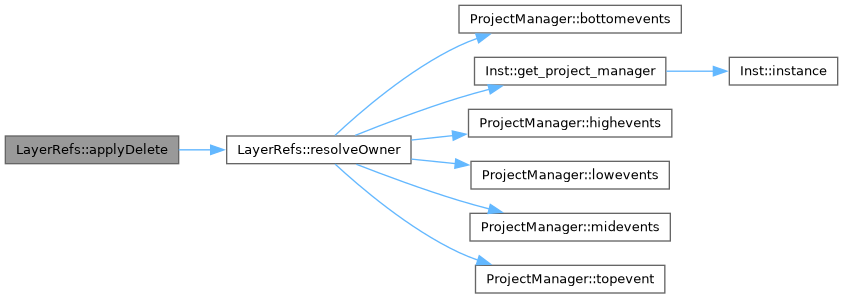 LayerRefs::applyDelete
LayerRefs::resolveOwner
ProjectManager::bottomevents
Inst::get_project_manager
Inst::instance
ProjectManager::highevents
ProjectManager::lowevents
ProjectManager::midevents
ProjectManager::topevent